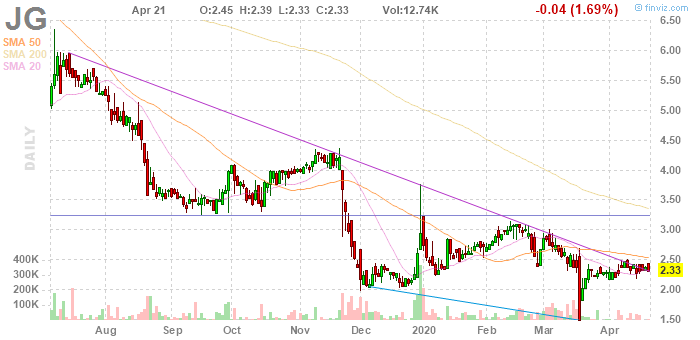 JG Apr 21 O:2.45 H:2.39 L:2.33 C:2.33 Vol:12.74K -0.04 (1.69%) © finviz.com
SMA 50
SMA 200
SMA 20
DAILY
6.50
6.00
5.50
5.00
4.50
4.00
3.50
3.00
2.50
2.33
2.00
1.50
400K
300K
200K
100K
Aug Sep Oct Nov Dec 2020 Feb Mar Apr